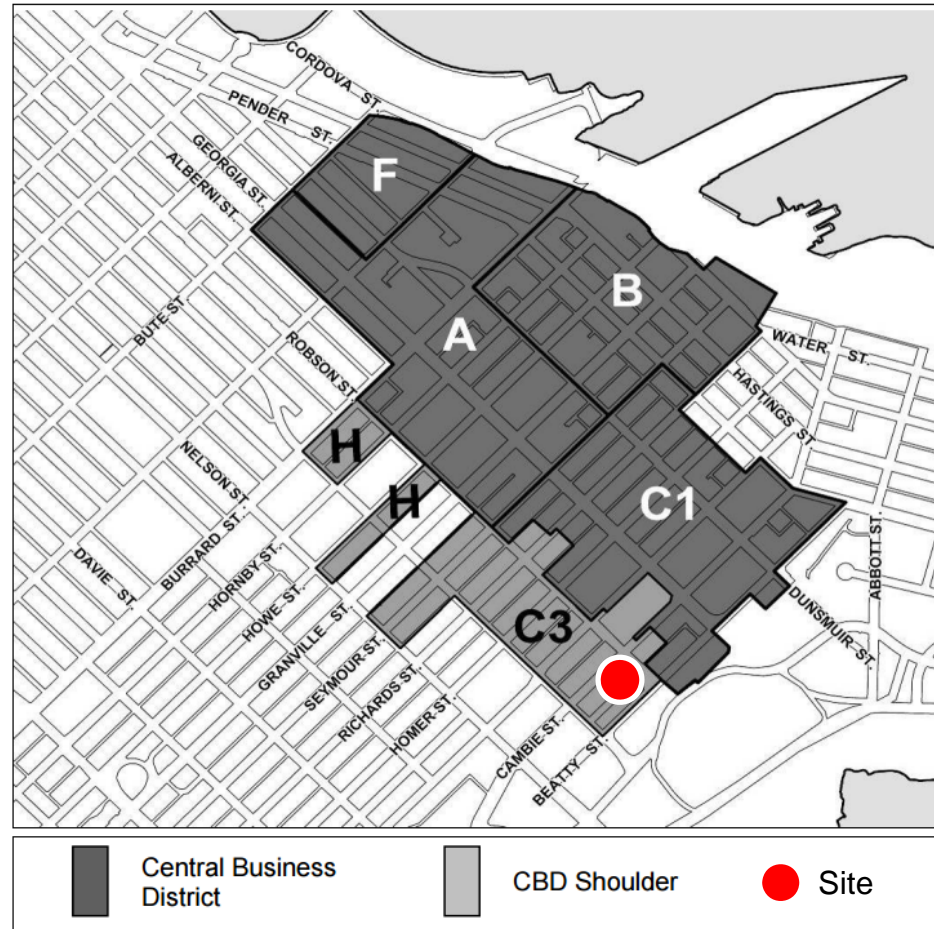 CORDOVA ST.
PENDER ST.
GEORGIA ST.
ALBERNI ST.
F
B
A
BUTE ST.
WATER ST.
ROBSON ST.
HASTINGS ST.
H
H
C1
NELSON ST.
BURRARD ST.
ABBOTT ST.
DAVIE ST.
HORNBY ST.
HOWE ST.
DUNSMUIR ST.
C3
GRANVILLE ST.
SEYMOUR ST.
RICHARDS ST.
HOMER ST.
CAMBIE ST.
BEATTY ST.
Central Business
District
CBD Shoulder
Site